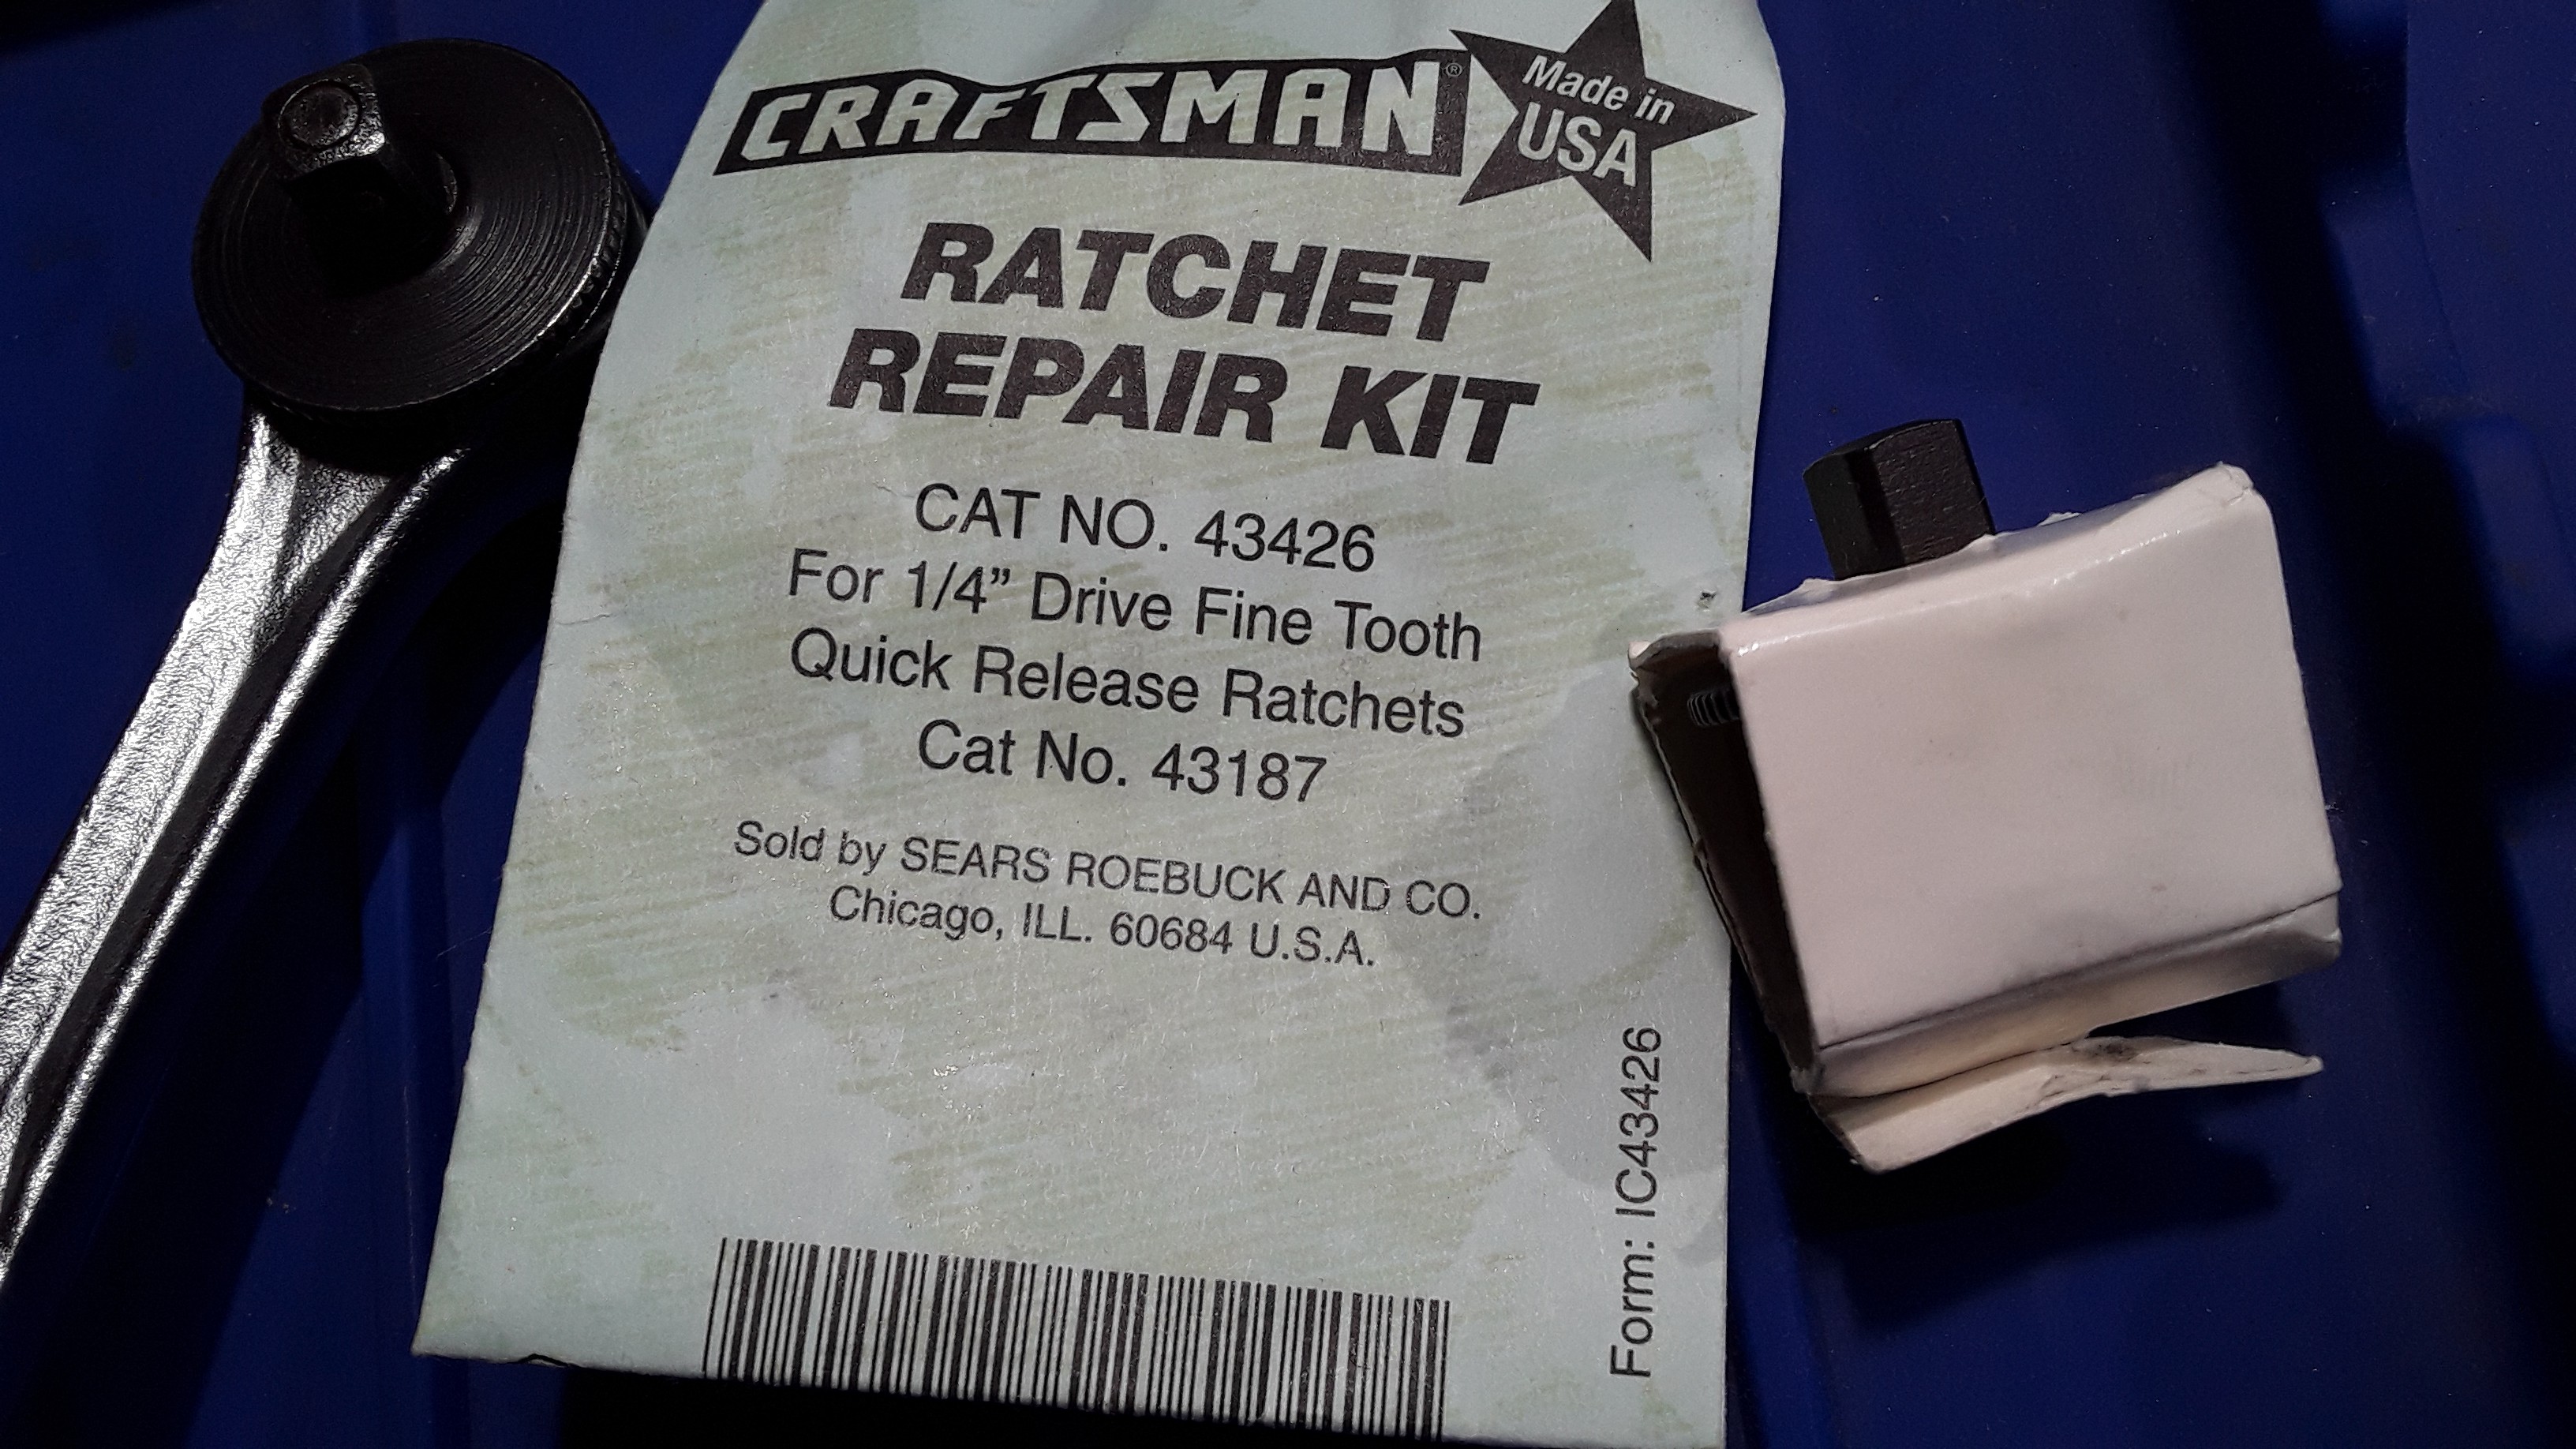 CRAFTSMAN®
Made in
USA
RATCHET
REPAIR KIT
CAT NO. 43426
For 1/4” Drive Fine Tooth
Quick Release Ratchets
Cat No. 43187
Sold by SEARS ROEBUCK AND CO.
Chicago, ILL. 60684 U.S.A.
Form: IC43426